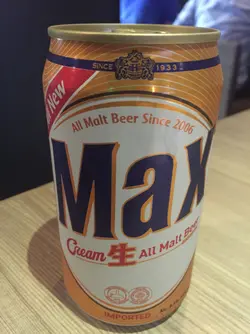 SINCE 1933
New
All Malt Beer Since 2006
Max
Cream 生 All Malt Beer
IMPORTED